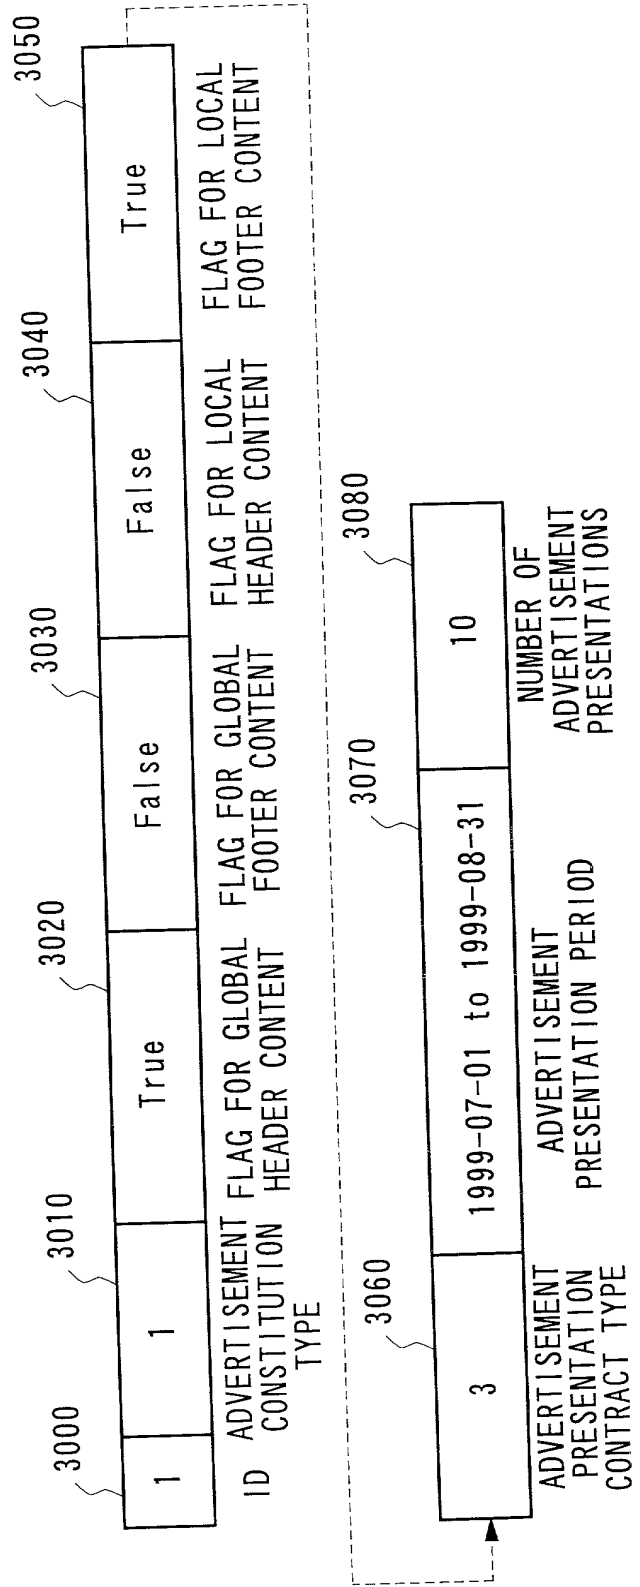 3000
3010
3020
3030
3040
3050
1
1
True
False
False
True
ID
ADVERTISEMENT
CONSTITUTION
TYPE
FLAG FOR GLOBAL
HEADER CONTENT
FLAG FOR GLOBAL
FOOTER CONTENT
FLAG FOR LOCAL
HEADER CONTENT
FLAG FOR LOCAL
FOOTER CONTENT
3060
3070
3080
3
1999-07-01 to 1999-08-31
10
ADVERTISEMENT
PRESENTATION
CONTRACT TYPE
ADVERTISEMENT
PRESENTATION PERIOD
NUMBER OF
ADVERTISEMENT
PRESENTATIONS